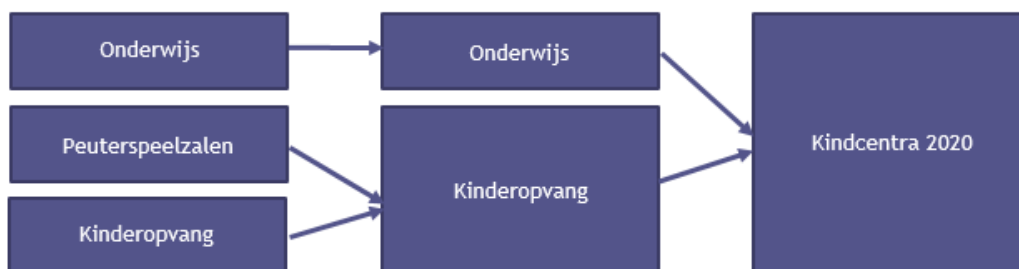 Onderwijs
Peuterspeelzalen
Kinderopvang
Onderwijs
Kinderopvang
Kindcentra 2020